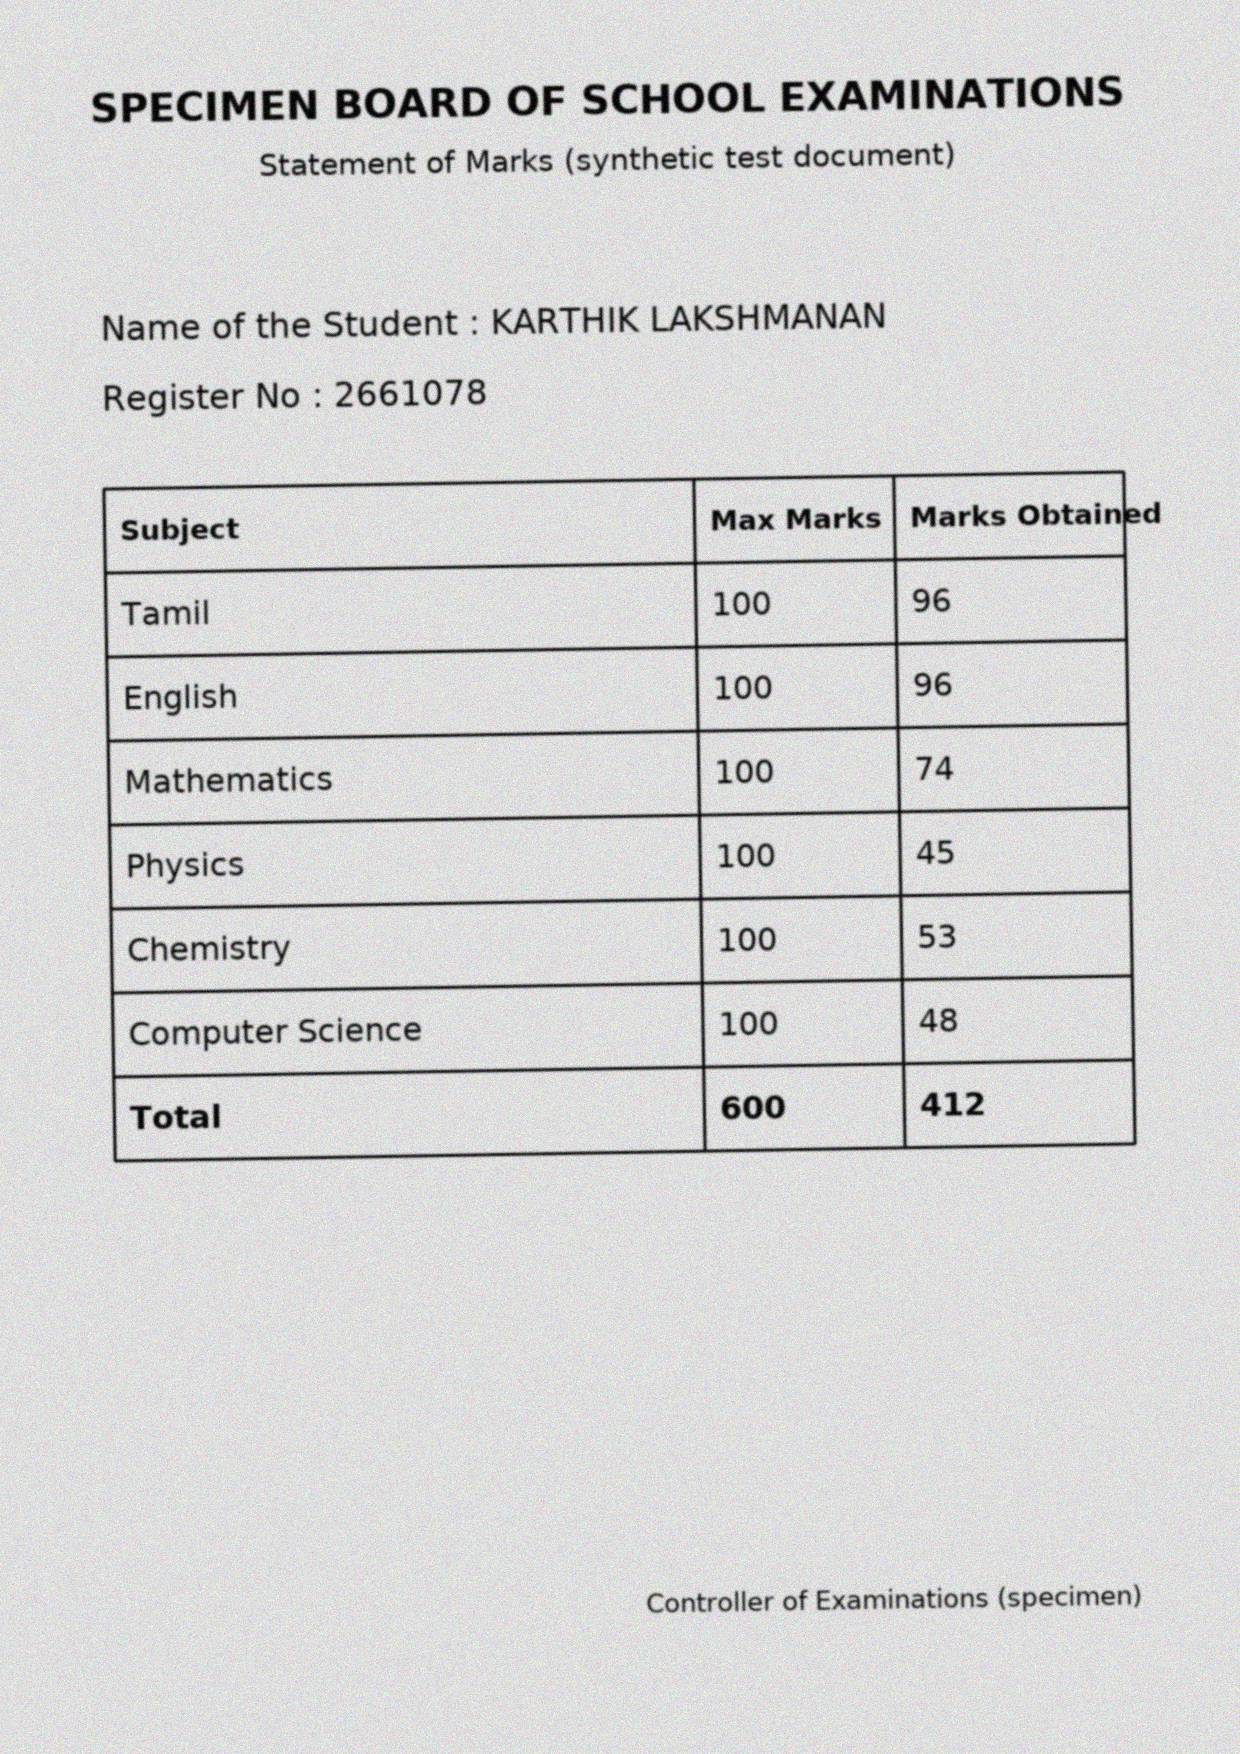 SPECIMEN BOARD OF SCHOOL EXAMINATIONS
Statement of Marks (synthetic test document)
Name of the Student : KARTHIK LAKSHMANAN
Register No : 2661078
Subject Max Marks Marks Obtained
Tamil 100 96
English 100 96
Mathematics 100 74
Physics 100 45
Chemistry 100 53
Computer Science 100 48
Total 600 412
Controller of Examinations (specimen)